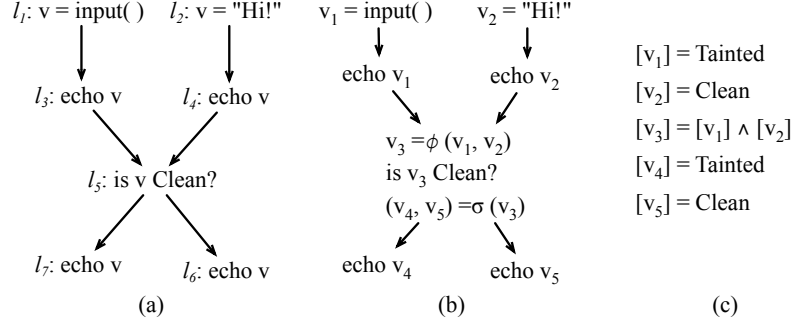 l1: v = input( )
l2: v = "Hi!"
l3: echo v
l4: echo v
l5: is v Clean?
l7: echo v
l6: echo v
(a)
v1 = input( )
v2 = "Hi!"
echo v1
echo v2
v3 =ϕ (v1, v2)
is v3 Clean?
(v4, v5) =σ (v3)
echo v4
echo v5
(b)
[v1] = Tainted
[v2] = Clean
[v3] = [v1] ∧ [v2]
[v4] = Tainted
[v5] = Clean
(c)